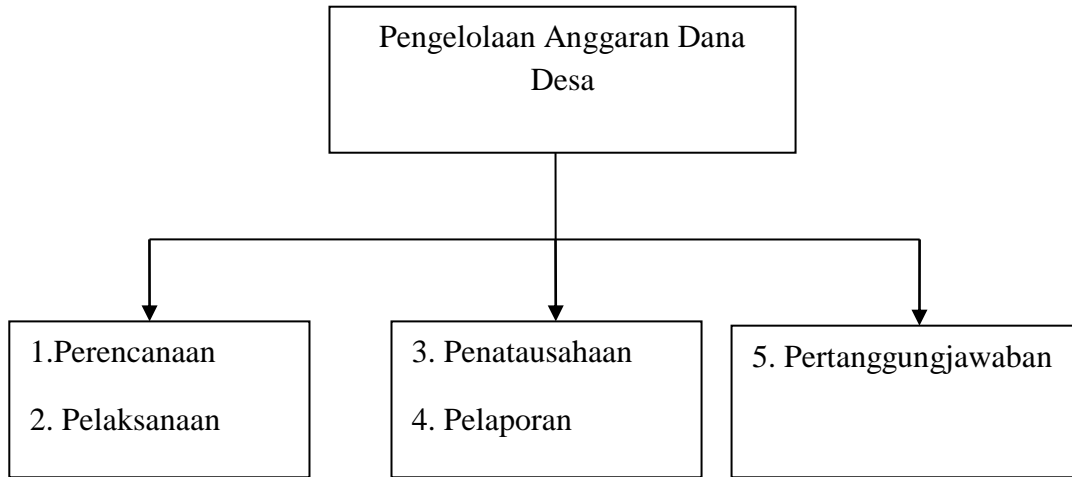 Pengelolaan Anggaran Dana
Desa
1.Perencanaan
2. Pelaksanaan
3. Penatausahaan
4. Pelaporan
5. Pertanggungjawaban